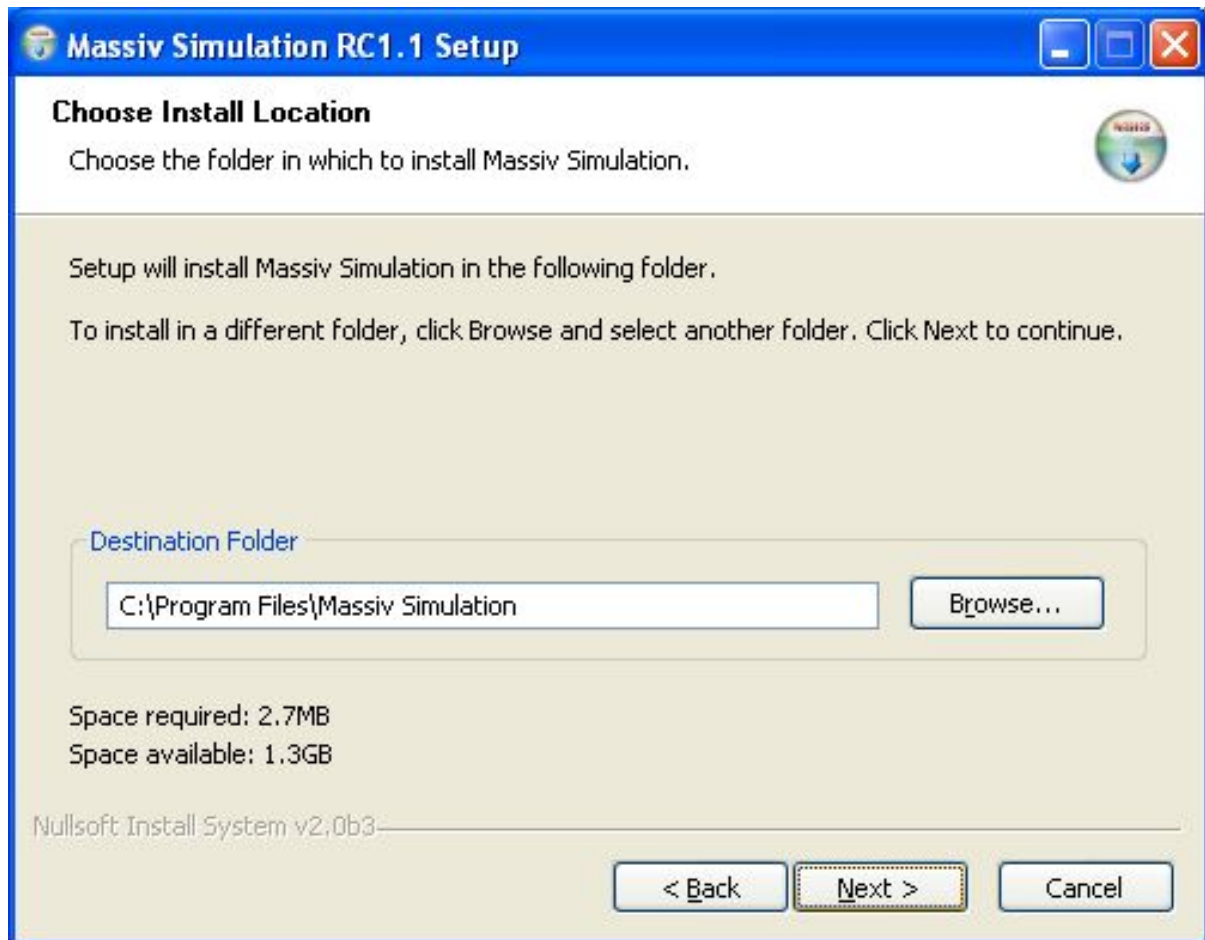 Massiv Simulation RC1.1 Setup
Choose Install Location
Choose the folder in which to install Massiv Simulation.
Setup will install Massiv Simulation in the following folder.
To install in a different folder, click Browse and select another folder. Click Next to continue.
Destination Folder
C:\Program Files\Massiv Simulation
Browse...
Space required: 2.7MB
Space available: 1.3GB
Nullsoft Install System v2.0b3
< Back
Next >
Cancel